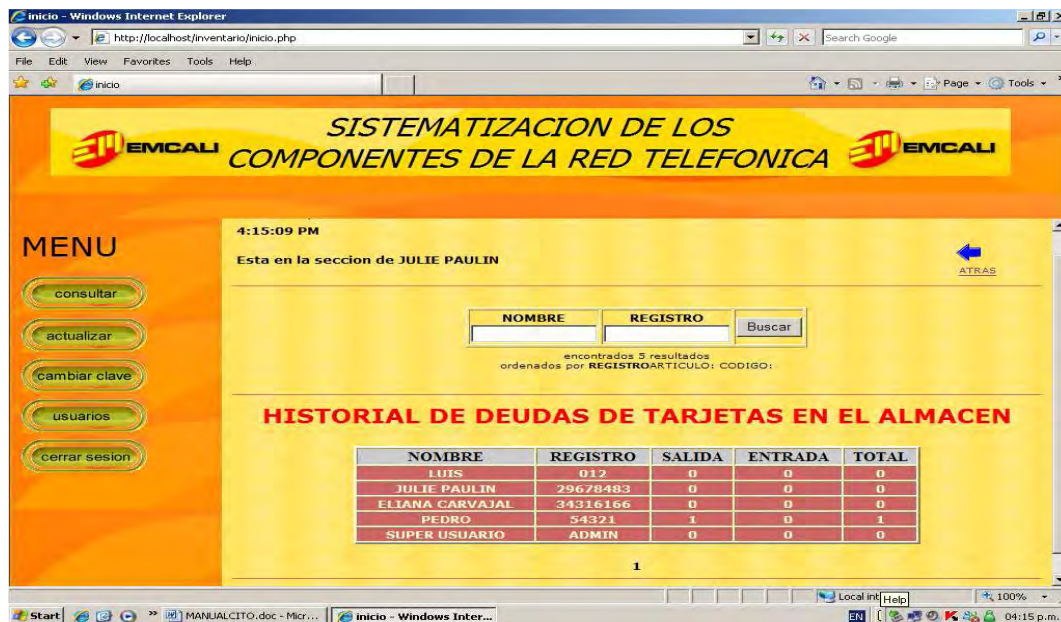 inicio - Windows Internet Explorer
http://localhost/inventario/inicio.php
Search Google
File Edit View Favorites Tools Help
inicio
Page Tools
EMCALI
SISTEMATIZACION DE LOS
COMPONENTES DE LA RED TELEFONICA
EMCALI
MENU
consultar
actualizar
cambiar clave
usuarios
cerrar sesion
4:15:09 PM
Esta en la seccion de JULIE PAULIN
ATRAS
NOMBRE REGISTRO
Buscar
encontrados 5 resultados
ordenados por REGISTROARTICULO: CODIGO:
HISTORIAL DE DEUDAS DE TARJETAS EN EL ALMACEN
NOMBRE REGISTRO SALIDA ENTRADA TOTAL
LUIS 012 0 0 0
JULIE PAULIN 29678483 0 0 0
ELIANA CARVAJAL 34316166 0 0 0
PEDRO 54321 1 0 1
SUPER USUARIO ADMIN 0 0 0
1
Local int
Help
100%
Start
MANUALCITO.doc - Micr...
inicio - Windows Inter...
EN
04:15 p.m.